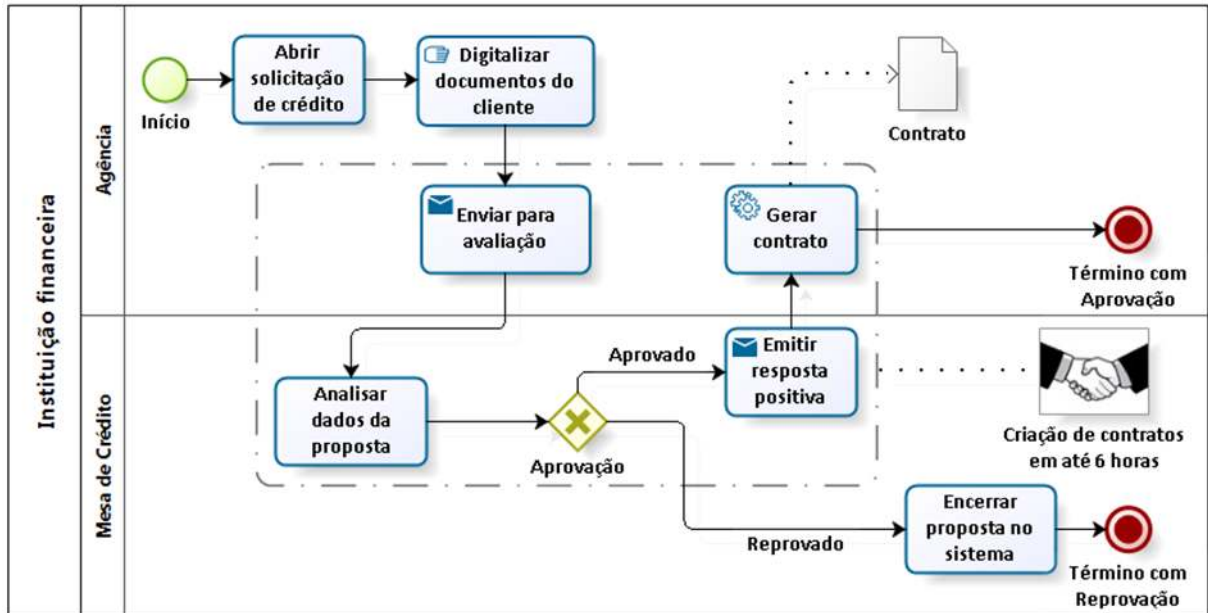 Instituição financeira
Agência
Início
Abrir
solicitação
de crédito
Digitalizar
documentos do
cliente
Enviar para
avaliação
Gerar
contrato
Contrato
Término com
Aprovação
Mesa de Crédito
Analisar
dados da
proposta
Aprovação
Aprovado
Emitir
resposta
positiva
Reprovado
Criação de contratos
em até 6 horas
Encerrar
proposta no
sistema
Término com
Reprovação